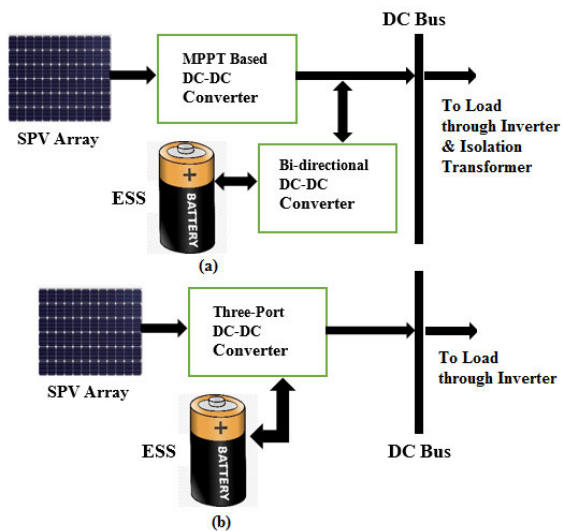 DC Bus
MPPT Based
DC-DC
Converter
SPV Array
To Load
through Inverter
& Isolation
Transformer
Bi-directional
DC-DC
Converter
ESS
+
BATTERY
(a)
Three-Port
DC-DC
Converter
SPV Array
To Load
through Inverter
ESS
+
BATTERY
DC Bus
(b)